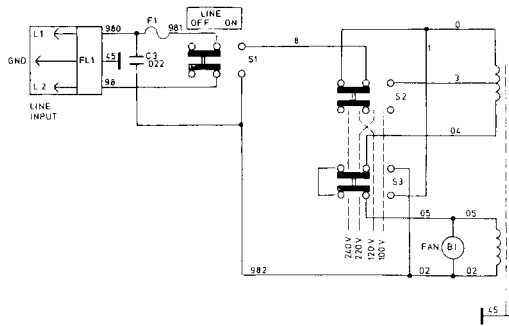 980
F1
981
LINE
OFF ON
L1
GND
FL1
45
C3
.022
L2
98
LINE
INPUT
S1
8
0
1
3
S2
04
S3
05
05
FAN
B1
240 V
220 V
120 V
100 V
02
02
982
45